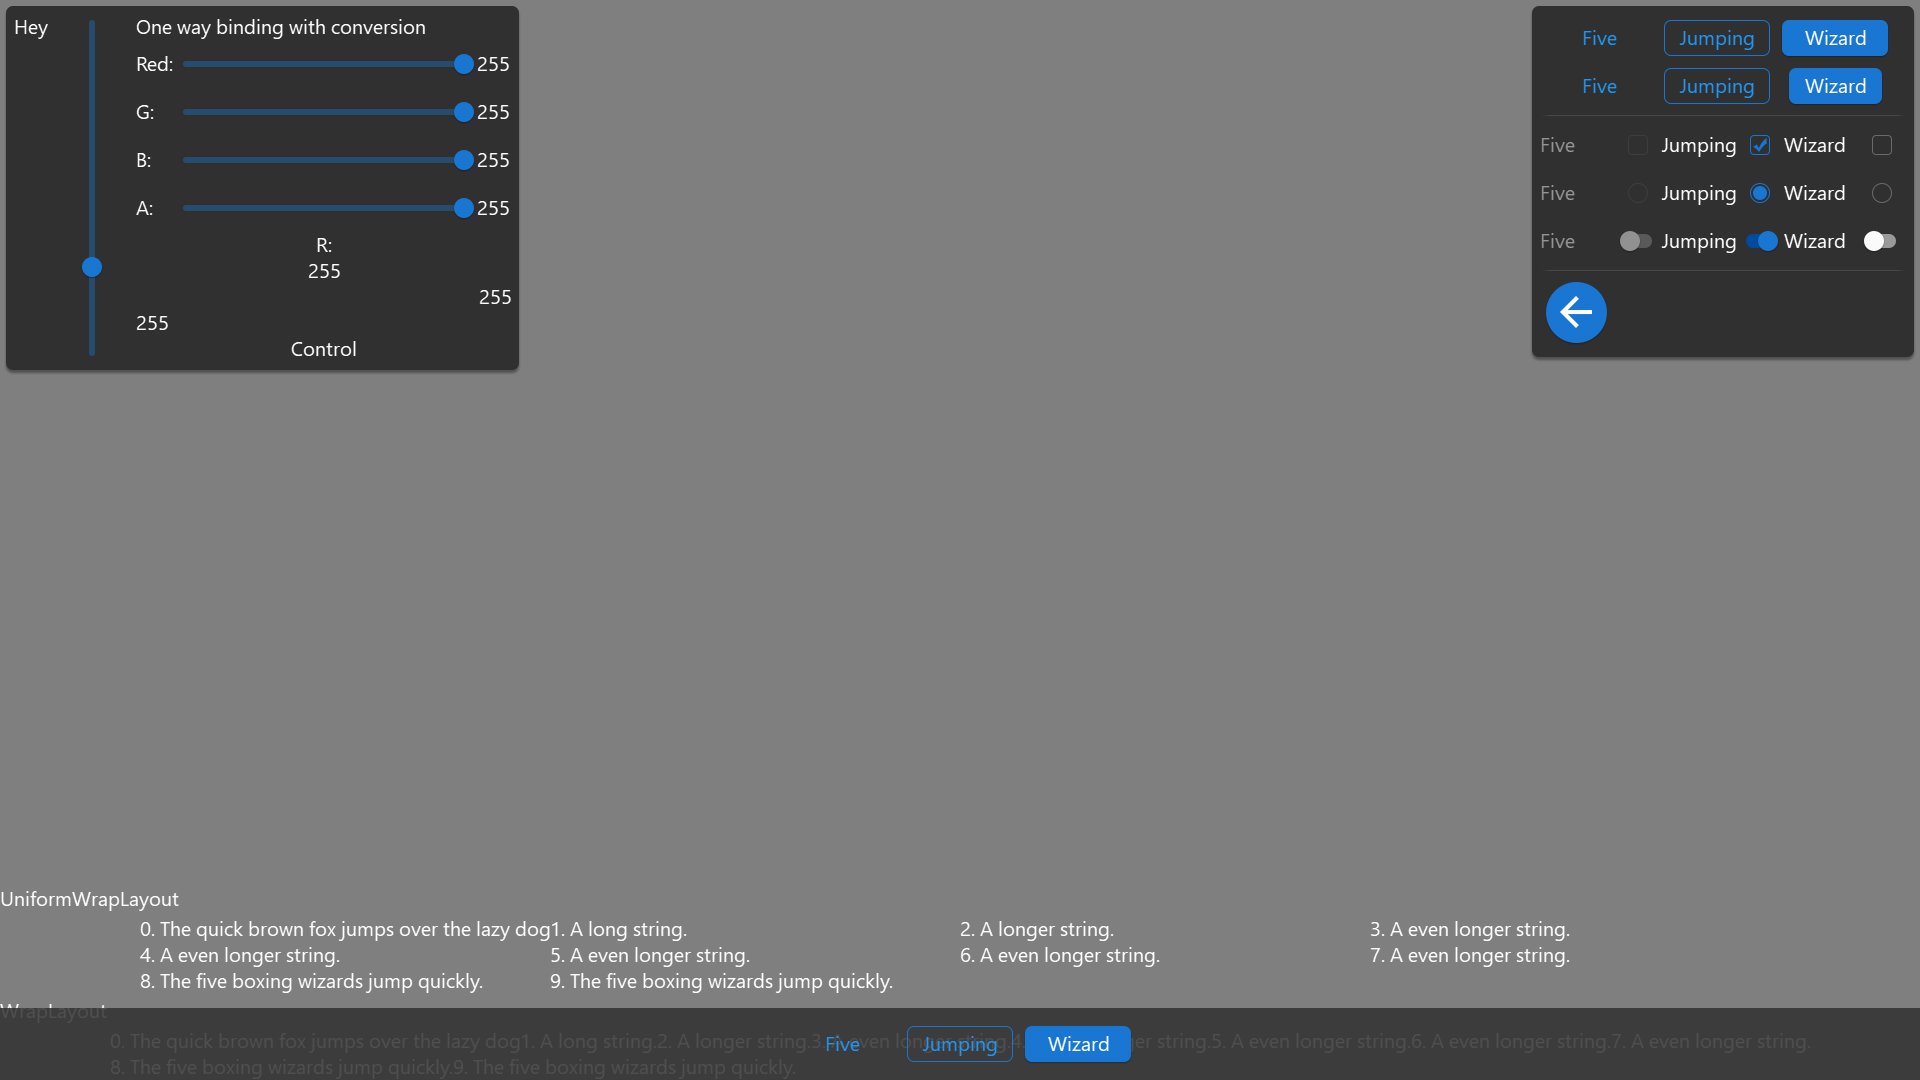 Hey
One way binding with conversion
Red: 255
G: 255
B: 255
A: 255
R:
255
255
255
Control
Five Jumping Wizard
Five Jumping Wizard
Five Jumping Wizard
Five Jumping Wizard
Five Jumping Wizard
UniformWrapLayout
0. The quick brown fox jumps over the lazy dog1. A long string. 2. A longer string. 3. A even longer string.
4. A even longer string. 5. A even longer string. 6. A even longer string. 7. A even longer string.
8. The five boxing wizards jump quickly. 9. The five boxing wizards jump quickly.
WrapLayout
0. The quick brown fox jumps over the lazy dog1. A long string.2. A longer string.3. even longer string.4. er string.5. A even longer string.6. A even longer string.7. A even longer string.
Five Jumping Wizard
8. The five boxing wizards jump quickly.9. The five boxing wizards jump quickly.